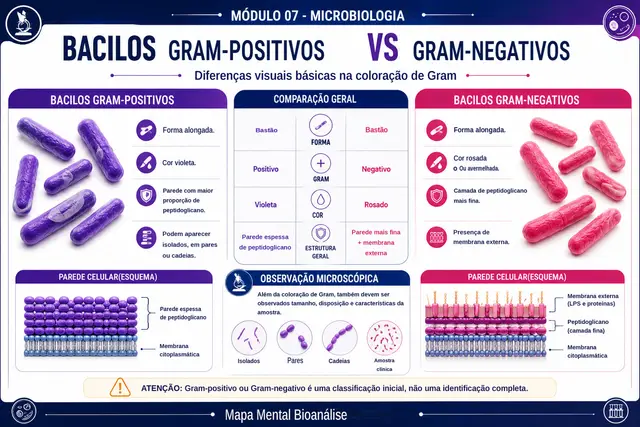 MÓDULO 07 - MICROBIOLOGIA
BACILOS GRAM-POSITIVOS VS GRAM-NEGATIVOS
Diferenças visuais básicas na coloração de Gram
BACILOS GRAM-POSITIVOS
Forma alongada.
Cor violeta.
Parede com maior
proporção de
peptidoglicano.
Podem aparecer
isolados, em pares
ou cadeias.
COMPARAÇÃO GERAL
Bastão
FORMA
Bastão
Positivo
GRAM
Negativo
Violeta
COR
Rosado
Parede espessa
de peptidoglicano
ESTRUTURA
GERAL
Parede mais fina
+ membrana
externa
BACILOS GRAM-NEGATIVOS
Forma alongada.
Cor rosada
o Ou avermelhada.
Camada de peptidoglicano
mais fina.
Presença de
membrana externa.
PAREDE CELULAR(ESQUEMA)
Parede espessa
de peptidoglicano
Membrana
citoplasmática
OBSERVAÇÃO MICROSCÓPICA
Além da coloração de Gram, também devem ser
observados tamanho, disposição e características da
amostra.
Isolados
Pares
Cadeias
Amostra
clínica
PAREDE CELULAR(ESQUEMA)
Membrana externa
(LPS e proteínas)
Peptidoglicano
(camada fina)
Membrana
citoplasmática
ATENÇÃO: Gram-positivo ou Gram-negativo é uma classificação inicial, não uma identificação completa.
Mapa Mental Bioanálise